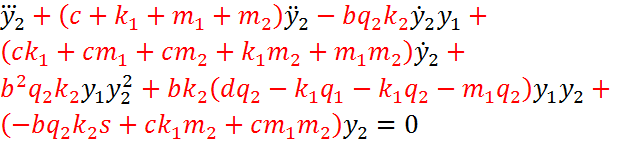 y⃛₂ + (c + k₁ + m₁ + m₂)ÿ₂ − bq₂k₂ẏ₂y₁ +
(ck₁ + cm₁ + cm₂ + k₁m₂ + m₁m₂)ẏ₂ +
b²q₂k₂y₁y₂² + bk₂(dq₂ − k₁q₁ − k₁q₂ − m₁q₂)y₁y₂ +
(−bq₂k₂s + ck₁m₂ + cm₁m₂)y₂ = 0